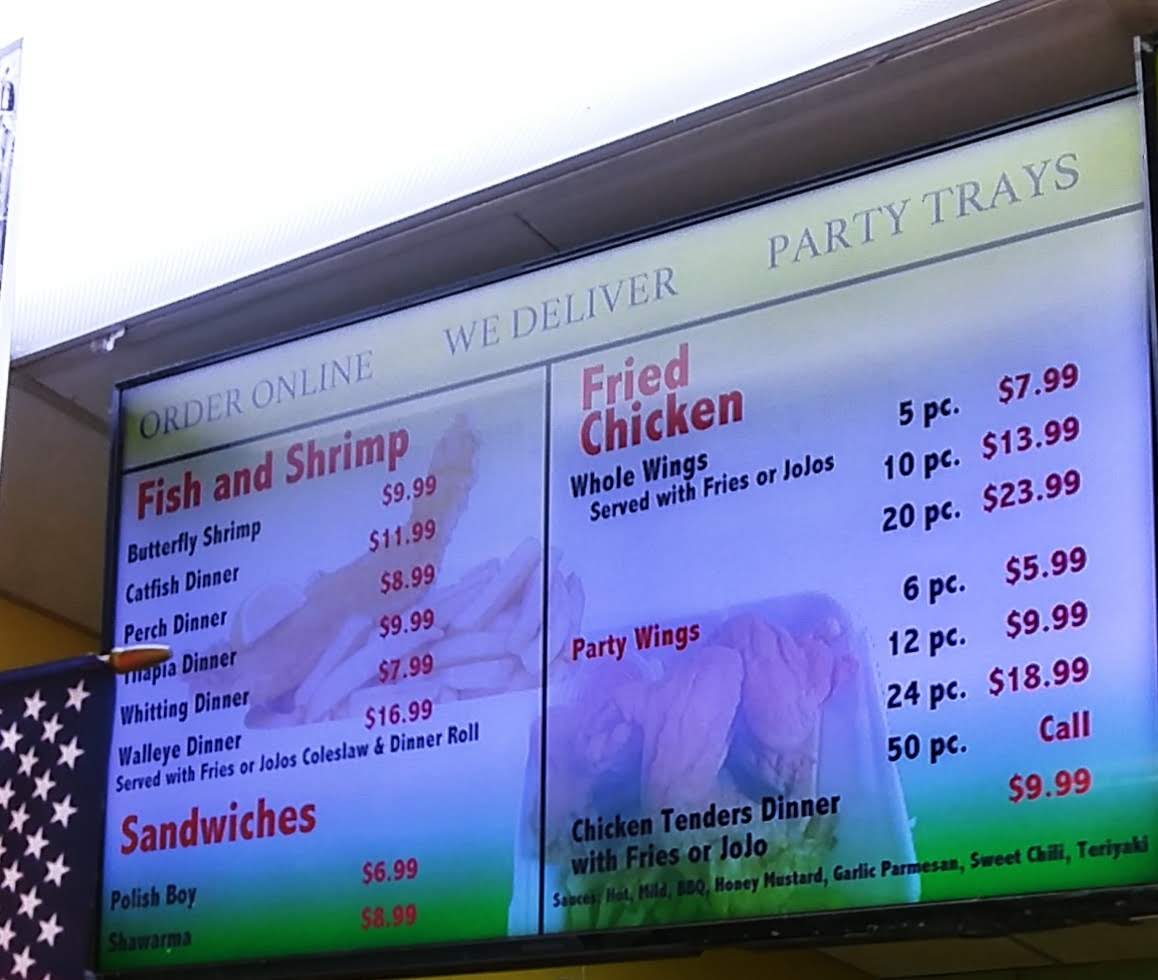 ORDER ONLINE WE DELIVER PARTY TRAYS
Fish and Shrimp
Butterfly Shrimp $9.99
Catfish Dinner $11.99
Perch Dinner $8.99
Tilapia Dinner $9.99
Whitting Dinner $7.99
Walleye Dinner $16.99
Served with Fries or JoJos Coleslaw & Dinner Roll
Sandwiches
Polish Boy $6.99
Shawarma $8.99
Fried
Chicken
Whole Wings 5 pc. $7.99
Served with Fries or JoJos 10 pc. $13.99
20 pc. $23.99
6 pc. $5.99
Party Wings 12 pc. $9.99
24 pc. $18.99
50 pc. Call
Chicken Tenders Dinner $9.99
with Fries or JoJo
Sauces: Hot, Mild, BBQ, Honey Mustard, Garlic Parmesan, Sweet Chili, Teriyaki